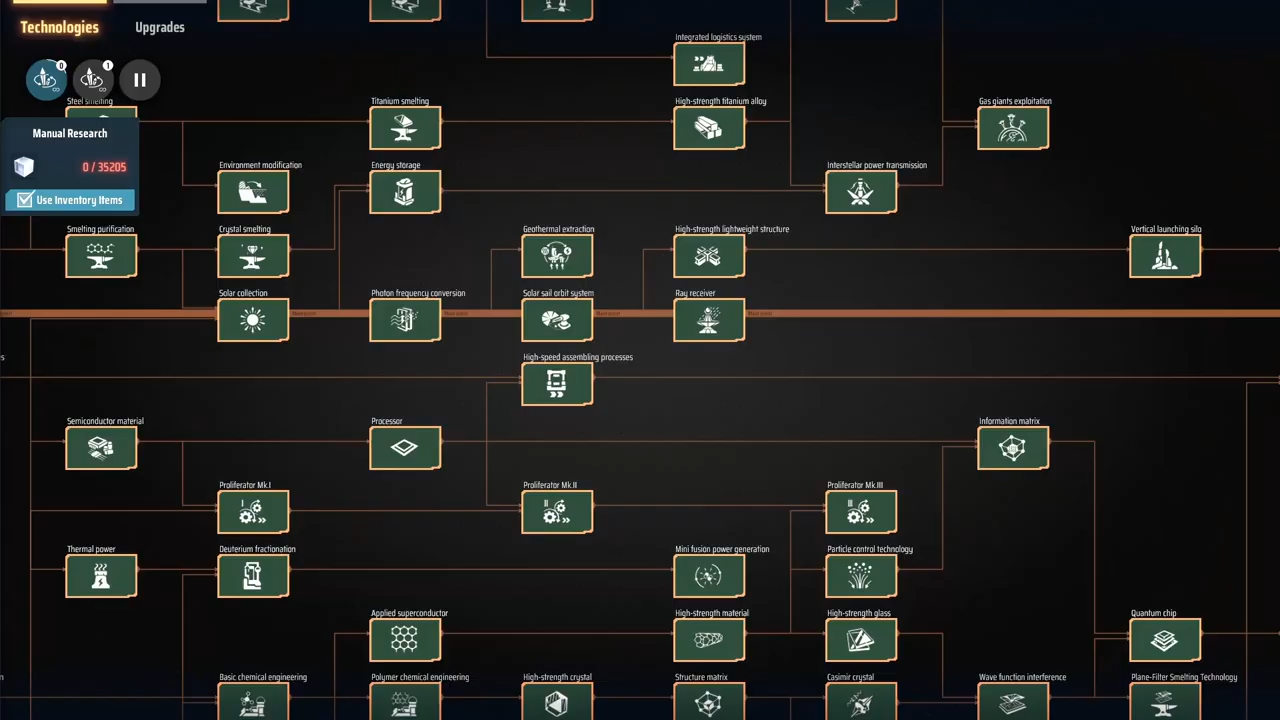 Technologies
Upgrades
0
1
Integrated logistics system
Steel smelting
Titanium smelting
High-strength titanium alloy
Gas giants exploitation
Manual Research
0 / 35205
Use Inventory Items
Environment modification
Energy storage
Interstellar power transmission
Smelting purification
Crystal smelting
Geothermal extraction
High-strength lightweight structure
Vertical launching silo
Solar collection
Photon frequency conversion
Solar sail orbit system
Ray receiver
High-speed assembling processes
Semiconductor material
Processor
Information matrix
Proliferator Mk.I
Proliferator Mk.II
Proliferator Mk.III
I
II
III
Thermal power
Deuterium fractionation
Mini fusion power generation
Particle control technology
Applied superconductor
High-strength material
High-strength glass
Quantum chip
Basic chemical engineering
Polymer chemical engineering
High-strength crystal
Structure matrix
Casimir crystal
Wave function interference
Plane-Filter Smelting Technology